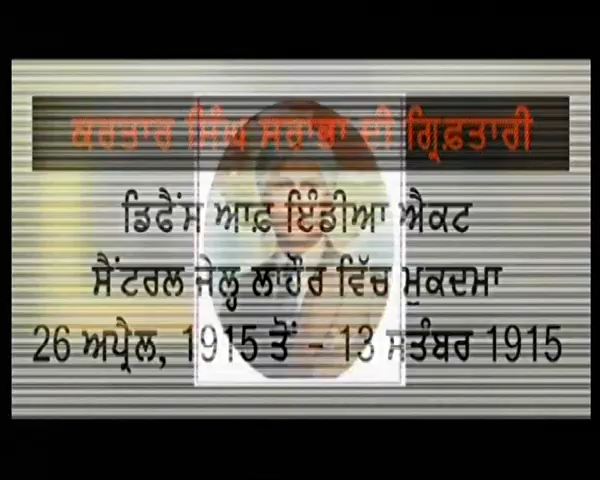 ਕਰਤਾਰ ਸਿੰਘ ਸਰਾਭਾ ਦੀ ਗ੍ਰਿਫ਼ਤਾਰੀ
ਡਿਫੈਂਸ ਆਫ਼ ਇੰਡੀਆ ਐਕਟ
ਸੈਂਟਰਲ ਜੇਲ੍ਹ ਲਾਹੌਰ ਵਿੱਚ ਮੁਕਦਮਾ
26 ਅਪ੍ਰੈਲ, 1915 ਤੋਂ - 13 ਸਤੰਬਰ 1915